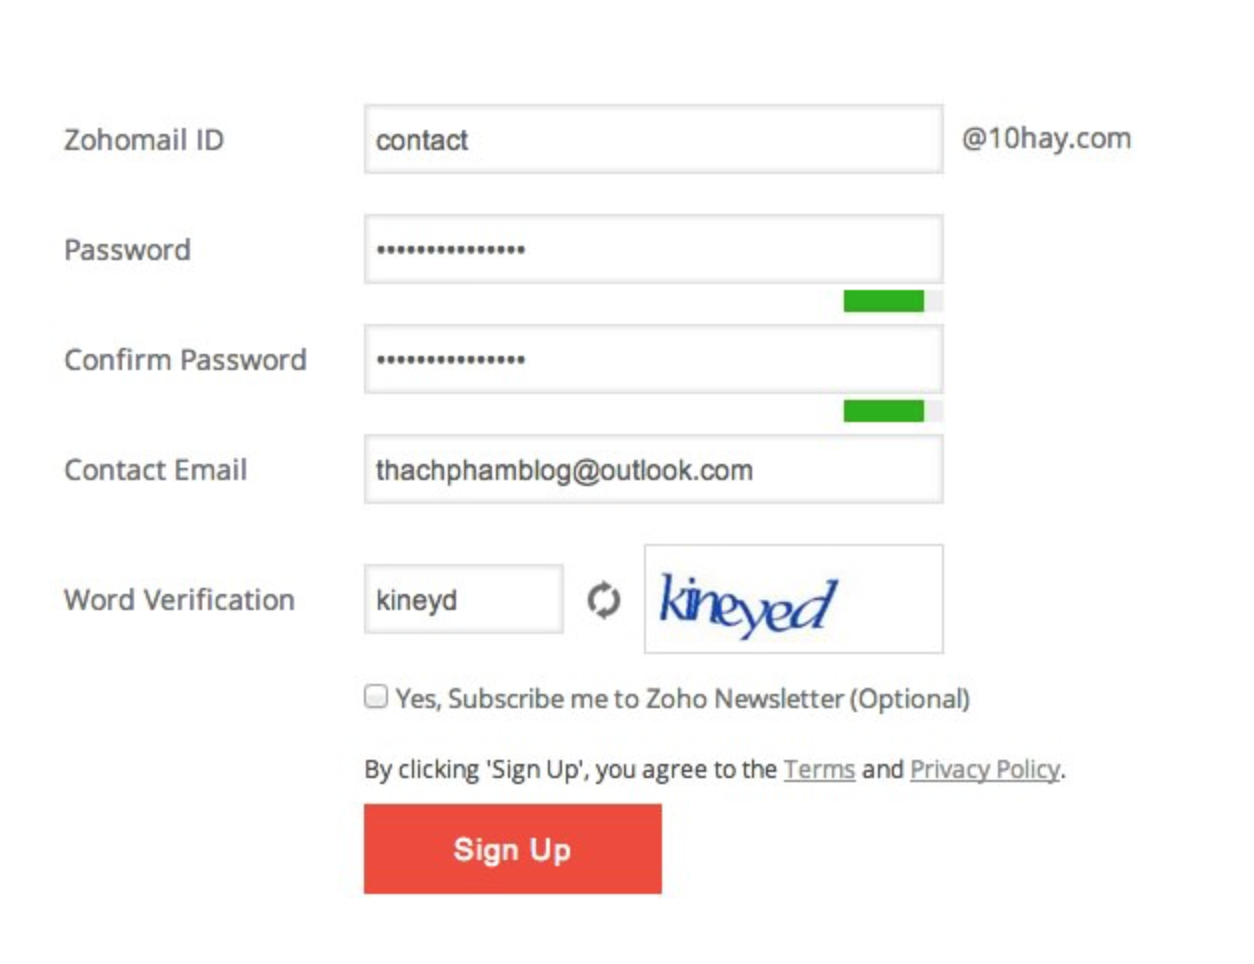 Zohomail ID contact @10hay.com
Password •••••••••••••••
Confirm Password •••••••••••••••
Contact Email thachphamblog@outlook.com
Word Verification kineyd kineyed
Yes, Subscribe me to Zoho Newsletter (Optional)
By clicking 'Sign Up', you agree to the Terms and Privacy Policy.
Sign Up